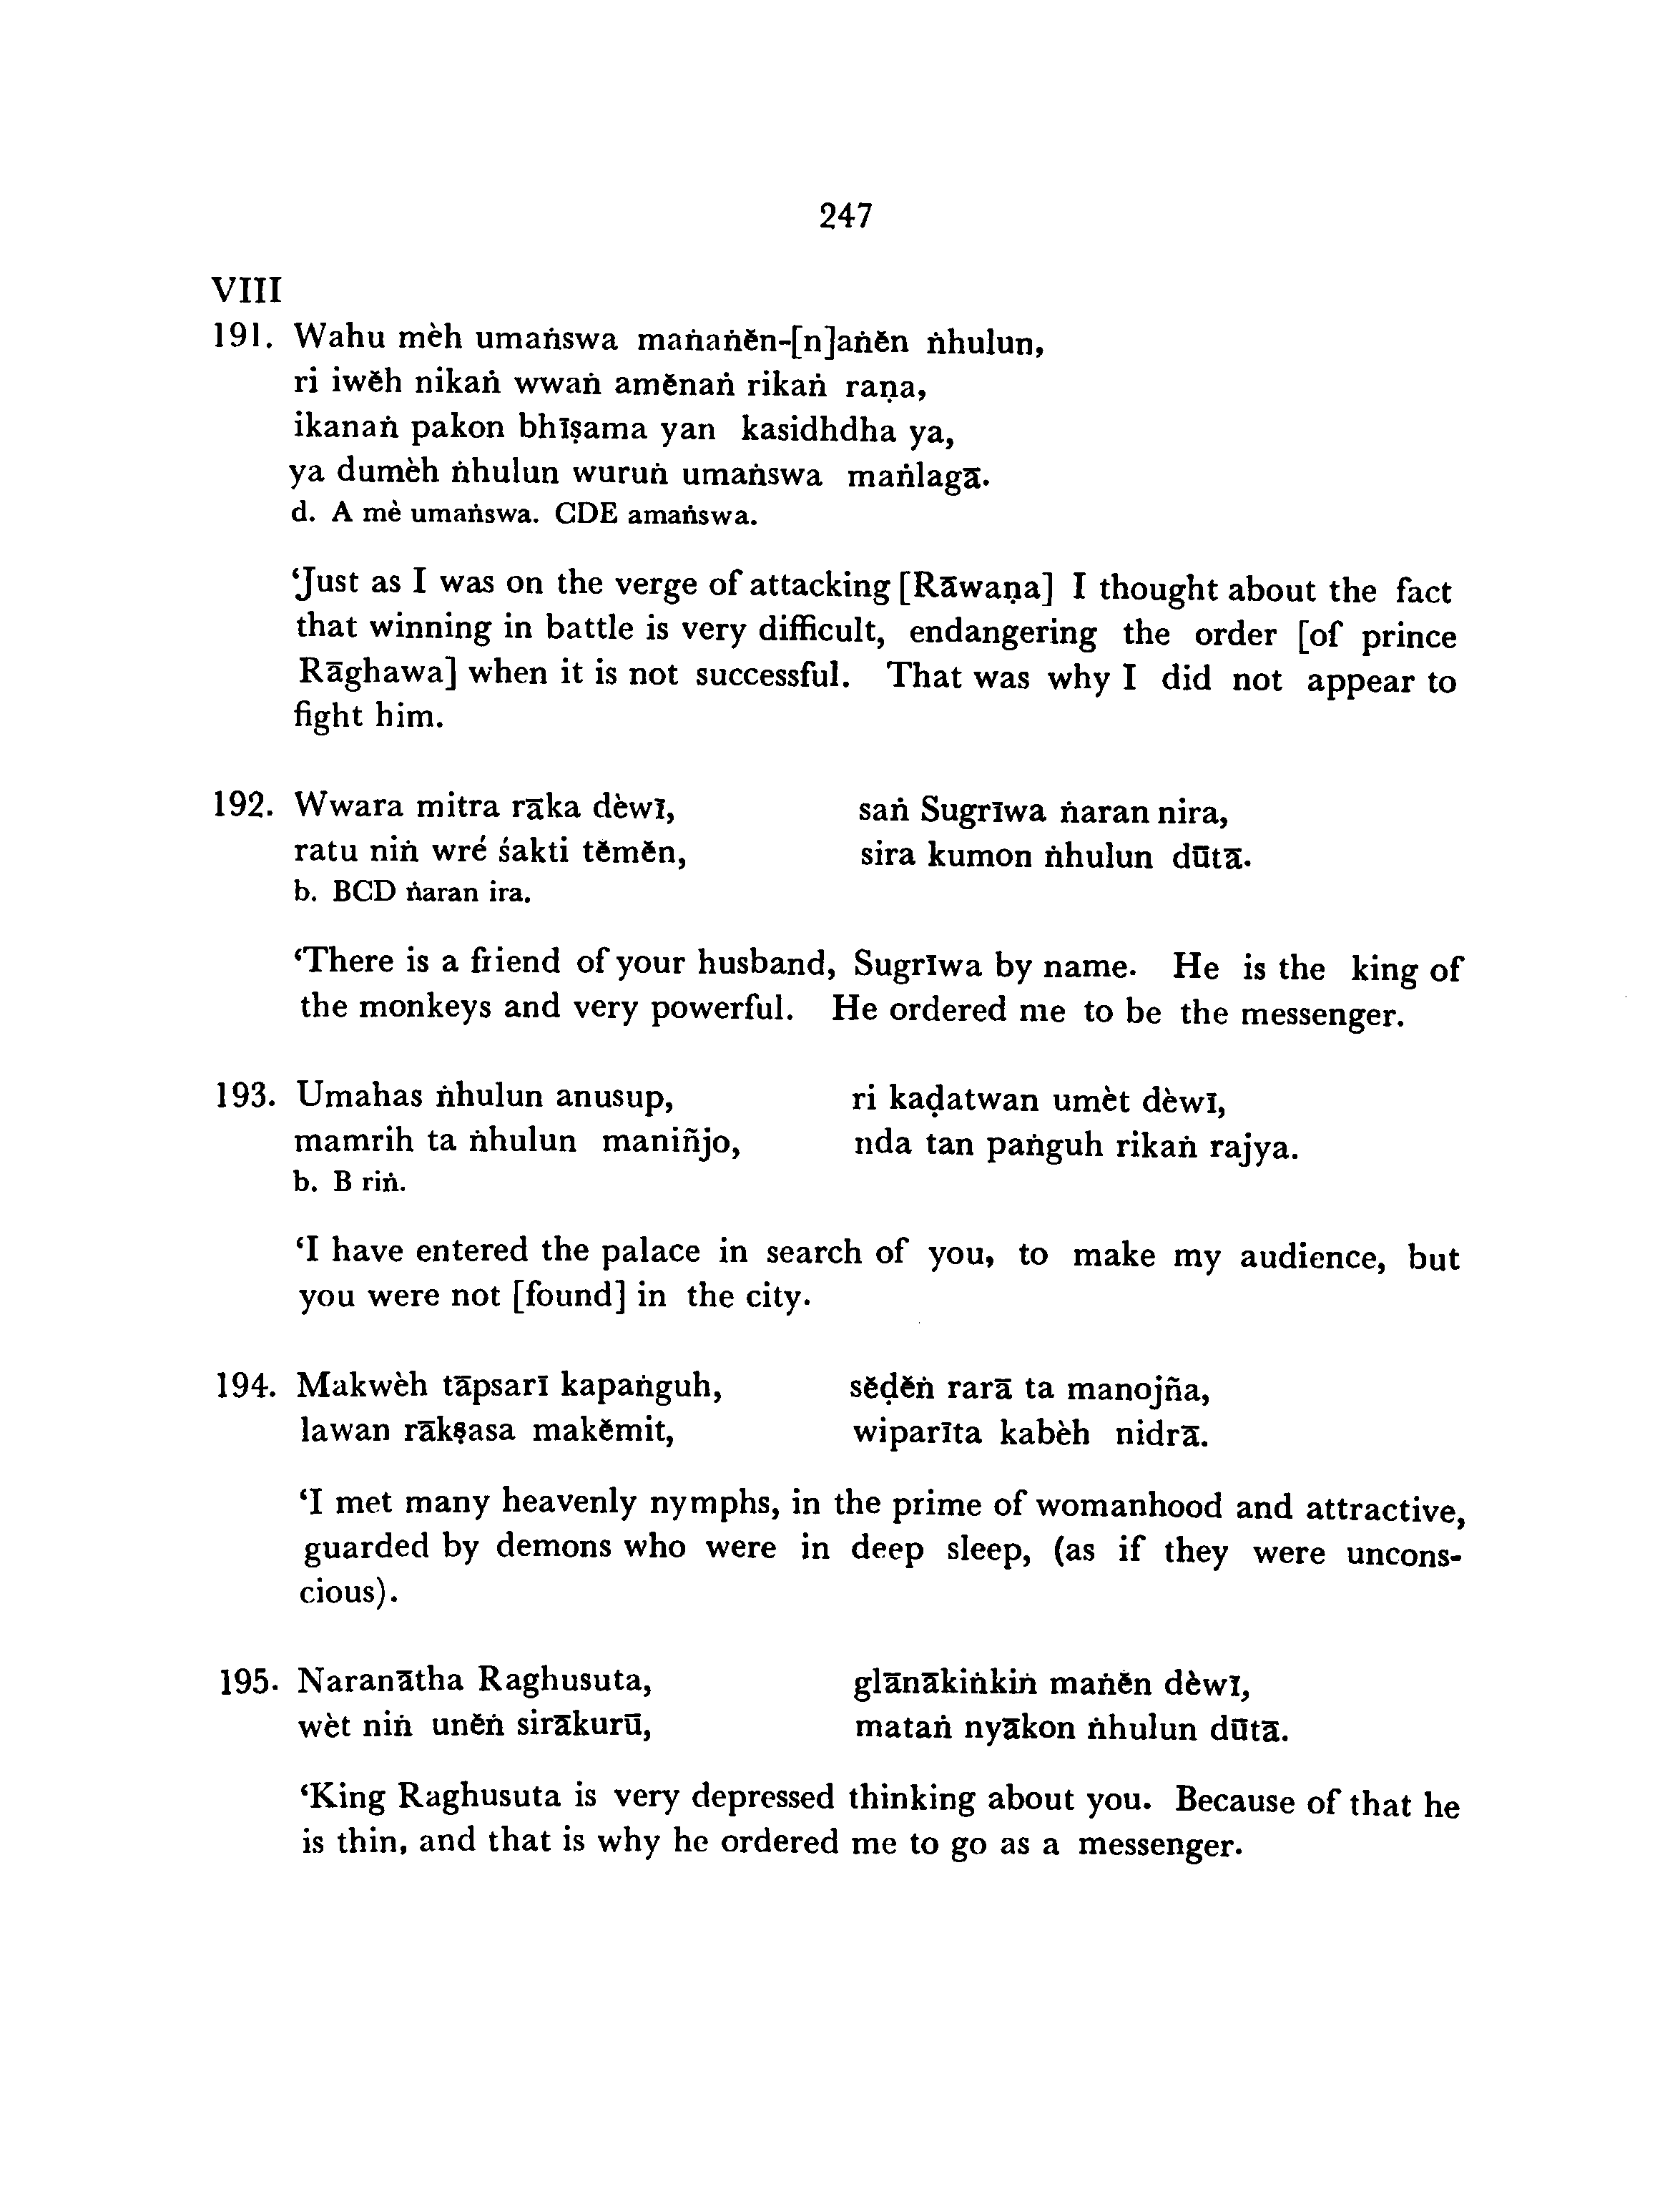 247
VIII
191. Wahu mèh umaṅswa maṅaṅĕn-[n]aṅĕn ṅhulun,
ri iwĕh nikaṅ wwaṅ amĕnaṅ rikaṅ raṇa,
ikanaṅ pakon bhīṣama yan kasidhdha ya,
ya dumèh ṅhulun wuruṅ umaṅswa maṅlagā.
d. A mè umaṅswa. CDE amaṅswa.
‘Just as I was on the verge of attacking [Rāwaṇa] I thought about the fact
that winning in battle is very difficult, endangering the order [of prince
Rāghawa] when it is not successful. That was why I did not appear to
fight him.
192. Wwara mitra rāka dèwī, saṅ Sugrīwa ṅaran nira,
ratu niṅ wré śakti tĕmĕn, sira kumon ṅhulun dūtā.
b. BCD ṅaran ira.
‘There is a friend of your husband, Sugrīwa by name. He is the king of
the monkeys and very powerful. He ordered me to be the messenger.
193. Umahas ṅhulun anusup, ri kaḍatwan umèt dèwī,
mamrih ta ṅhulun maniñjo, nda tan paṅguh rikaṅ rajya.
b. B riṅ.
‘I have entered the palace in search of you, to make my audience, but
you were not [found] in the city.
194. Makwèh tāpsarī kapaṅguh, sĕḍĕṅ rarā ta manojña,
lawan rākṣasa makĕmit, wiparīta kabèh nidrā.
‘I met many heavenly nymphs, in the prime of womanhood and attractive,
guarded by demons who were in deep sleep, (as if they were uncons-
cious).
195. Naranātha Raghusuta, glānākiṅkiṅ maṅĕn dèwī,
wèt niṅ unĕṅ sirākurū, mataṅ nyākon ṅhulun dūtā.
‘King Raghusuta is very depressed thinking about you. Because of that he
is thin, and that is why he ordered me to go as a messenger.